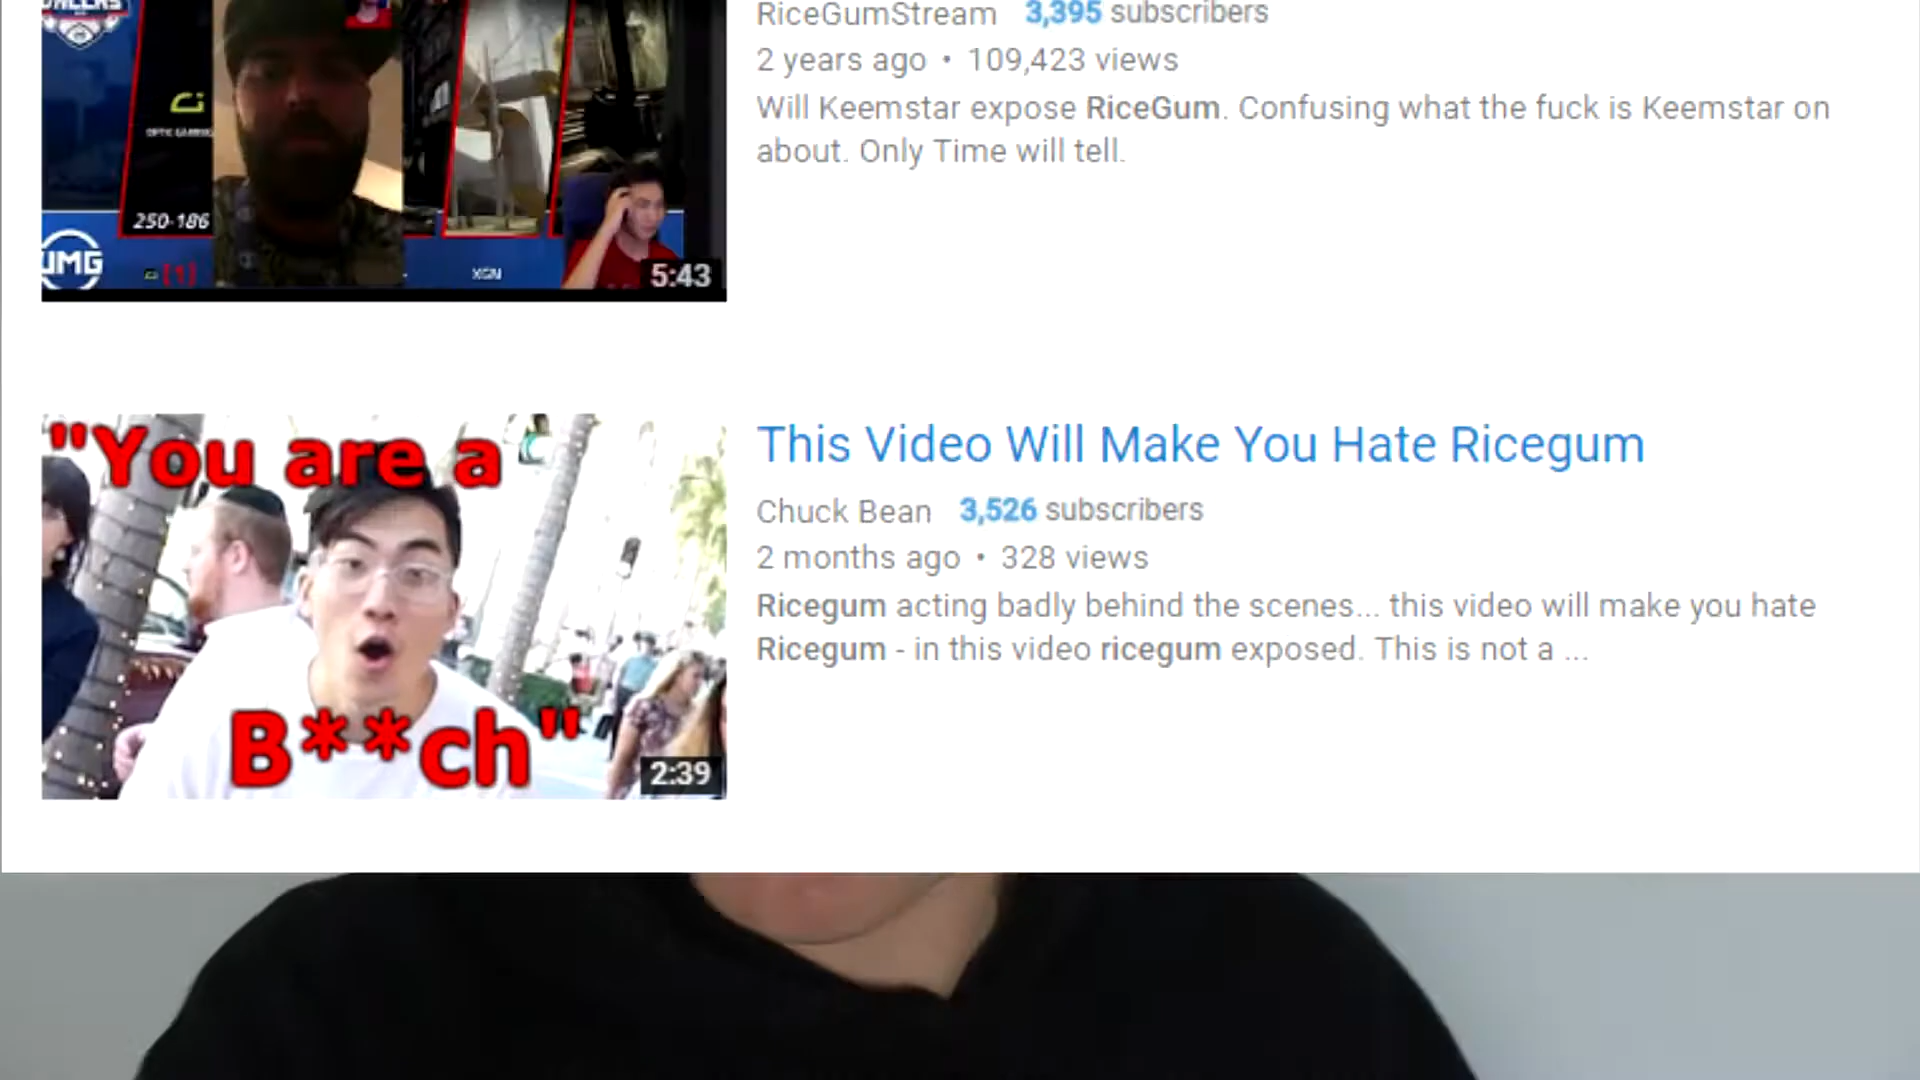 RiceGumStream 3,395 subscribers
2 years ago • 109,423 views
Will Keemstar expose RiceGum. Confusing what the fuck is Keemstar on
about. Only Time will tell.
250-186
UMG
[1]
XGN
5:43
"You are a
B**ch"
2:39
This Video Will Make You Hate Ricegum
Chuck Bean 3,526 subscribers
2 months ago • 328 views
Ricegum acting badly behind the scenes... this video will make you hate
Ricegum - in this video ricegum exposed. This is not a ...